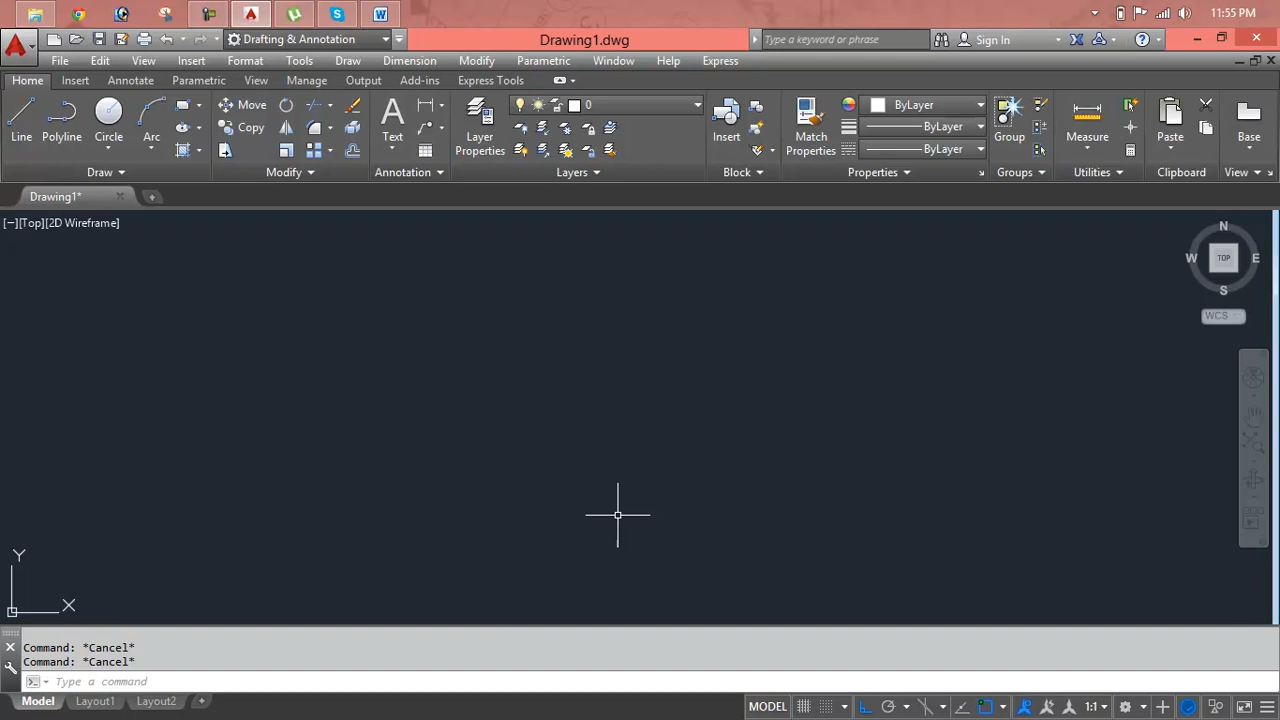 11:55 PM
Drafting & Annotation
Drawing1.dwg
Type a keyword or phrase
Sign In
File Edit View Insert Format Tools Draw Dimension Modify Parametric Window Help Express
Home Insert Annotate Parametric View Manage Output Add-ins Express Tools
0
ByLayer
Move
Copy
ByLayer
ByLayer
Line Polyline Circle Arc Text Layer Properties Insert Match Properties Group Measure Paste Base
Draw Modify Annotation Layers Block Properties Groups Utilities Clipboard View
Drawing1*
[−][Top][2D Wireframe]
N
W TOP E
S
WCS
Y
X
Command: *Cancel*
Command: *Cancel*
Type a command
Model Layout1 Layout2
MODEL
1:1